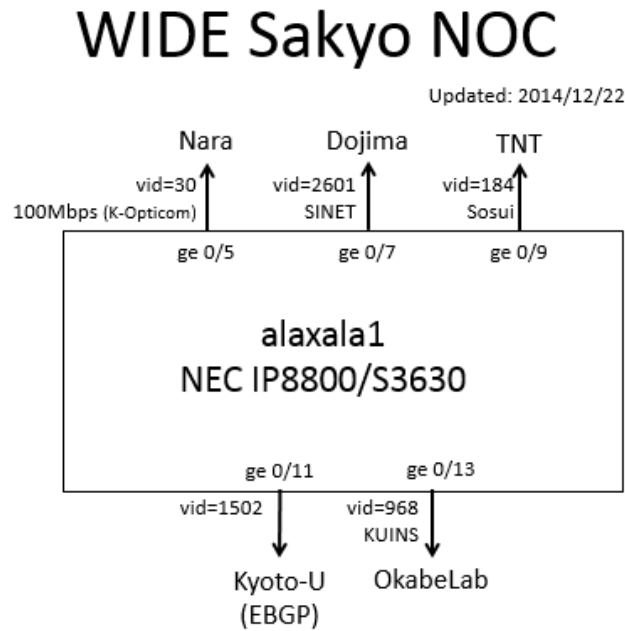 WIDE Sakyo NOC
Updated: 2014/12/22
Nara
Dojima
TNT
vid=30
100Mbps (K-Opticom)
vid=2601
SINET
vid=184
Sosui
ge 0/5
ge 0/7
ge 0/9
alaxala1
NEC IP8800/S3630
ge 0/11
ge 0/13
vid=1502
vid=968
KUINS
Kyoto-U
(EBGP)
OkabeLab